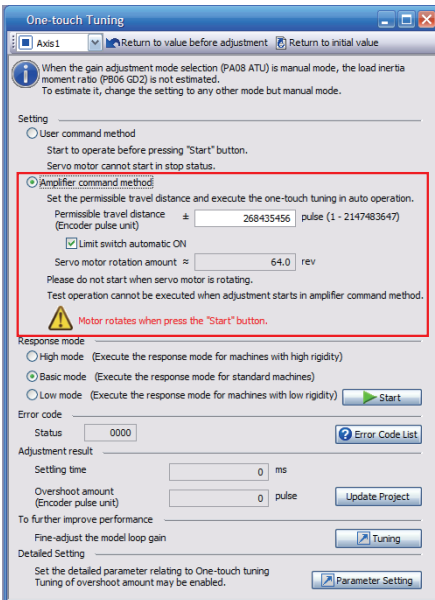 One-touch Tuning
Axis1 Return to value before adjustment Return to initial value
When the gain adjustment mode selection (PA08 ATU) is manual mode, the load inertia
moment ratio (PB06 GD2) is not estimated.
To estimate it, change the setting to any other mode but manual mode.
Setting
User command method
Start to operate before pressing "Start" button.
Servo motor cannot start in stop status.
Amplifier command method
Set the permissible travel distance and execute the one-touch tuning in auto operation.
Permissible travel distance
(Encoder pulse unit)
± 268435456 pulse (1 - 2147483647)
Limit switch automatic ON
Servo motor rotation amount ≈ 64.0 rev
Please do not start when servo motor is rotating.
Test operation cannot be executed when adjustment starts in amplifier command method.
Motor rotates when press the "Start" button.
Response mode
High mode (Execute the response mode for machines with high rigidity)
Basic mode (Execute the response mode for standard machines)
Low mode (Execute the response mode for machines with low rigidity) Start
Error code
Status 0000 Error Code List
Adjustment result
Settling time 0 ms
Overshoot amount
(Encoder pulse unit)
0 pulse Update Project
To further improve performance
Fine-adjust the model loop gain Tuning
Detailed Setting
Set the detailed parameter relating to One-touch tuning
Tuning of overshoot amount may be enabled. Parameter Setting